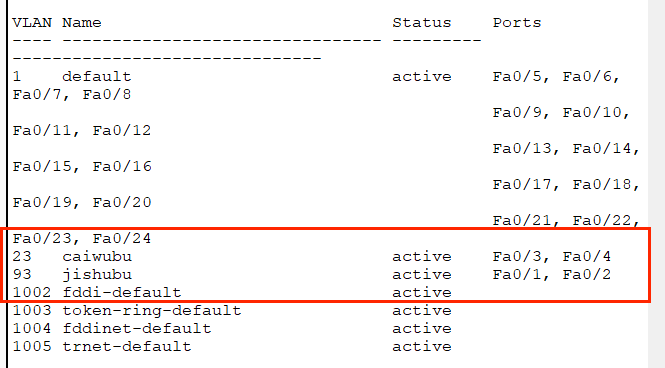 VLAN Name                             Status    Ports
---- -------------------------------- ---------
-------------------------------
1    default                          active    Fa0/5, Fa0/6,
Fa0/7, Fa0/8
                                                Fa0/9, Fa0/10,
Fa0/11, Fa0/12
                                                Fa0/13, Fa0/14,
Fa0/15, Fa0/16
                                                Fa0/17, Fa0/18,
Fa0/19, Fa0/20
                                                Fa0/21, Fa0/22,
Fa0/23, Fa0/24
23   caiwubu                          active    Fa0/3, Fa0/4
93   jishubu                          active    Fa0/1, Fa0/2
1002 fddi-default                     active
1003 token-ring-default               active
1004 fddinet-default                  active
1005 trnet-default                    active